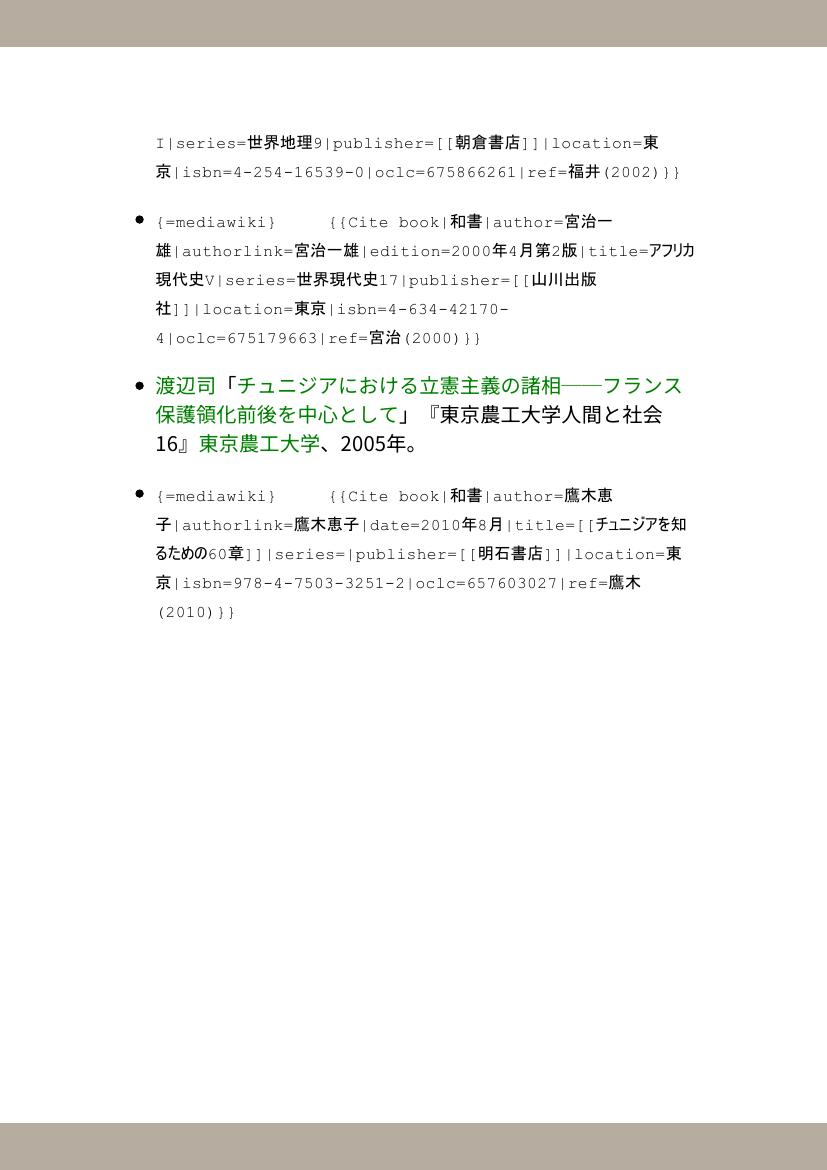 I|series=世界地理9|publisher=[[朝倉書店]]|location=東
京|isbn=4-254-16539-0|oclc=675866261|ref=福井(2002)}}
• {=mediawiki} {{Cite book|和書|author=宮治一
雄|authorlink=宮治一雄|edition=2000年4月第2版|title=アフリカ
現代史V|series=世界現代史17|publisher=[[山川出版
社]]|location=東京|isbn=4-634-42170-
4|oclc=675179663|ref=宮治(2000)}}
• 渡辺司「チュニジアにおける立憲主義の諸相──フランス
保護領化前後を中心として」『東京農工大学人間と社会
16』東京農工大学、2005年。
• {=mediawiki} {{Cite book|和書|author=鷹木恵
子|authorlink=鷹木恵子|date=2010年8月|title=[[チュニジアを知
るための60章]]|series=|publisher=[[明石書店]]|location=東
京|isbn=978-4-7503-3251-2|oclc=657603027|ref=鷹木
(2010)}}